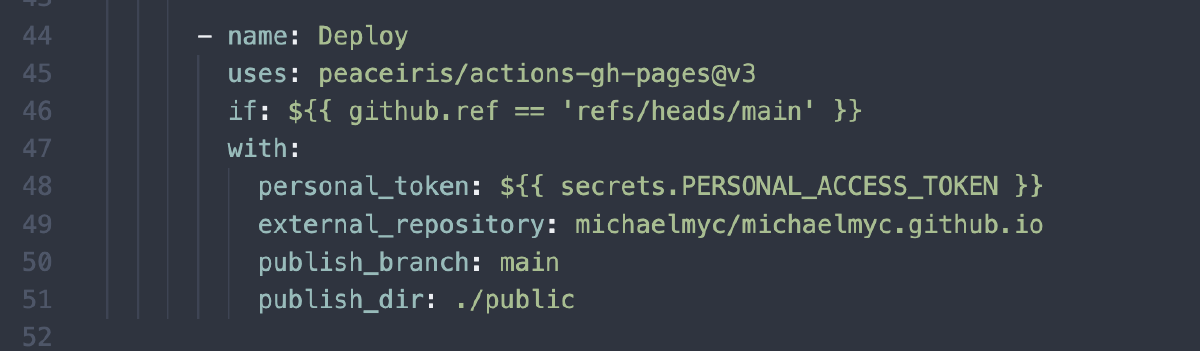 44 - name: Deploy
45 uses: peaceiris/actions-gh-pages@v3
46 if: ${{ github.ref == 'refs/heads/main' }}
47 with:
48 personal_token: ${{ secrets.PERSONAL_ACCESS_TOKEN }}
49 external_repository: michaelmyc/michaelmyc.github.io
50 publish_branch: main
51 publish_dir: ./public
52